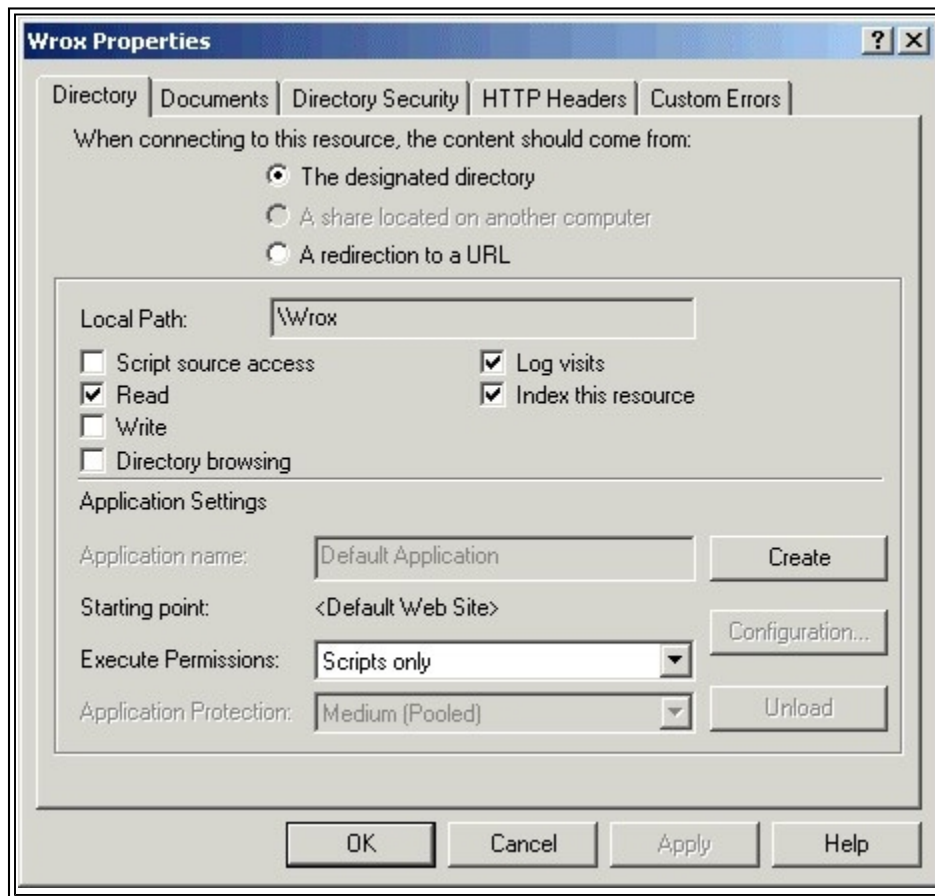 Wrox Properties
Directory Documents Directory Security HTTP Headers Custom Errors
When connecting to this resource, the content should come from:
The designated directory
A share located on another computer
A redirection to a URL
Local Path: \Wrox
Script source access Log visits
Read Index this resource
Write
Directory browsing
Application Settings
Application name: Default Application Create
Starting point: <Default Web Site>
Configuration...
Execute Permissions: Scripts only
Application Protection: Medium (Pooled) Unload
OK Cancel Apply Help